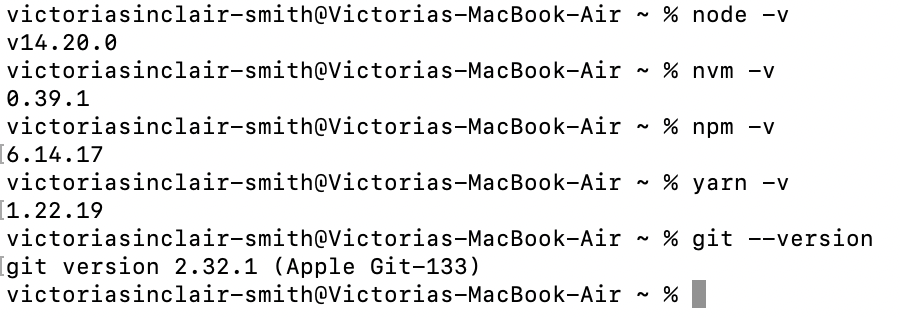 victoriasinclair-smith@Victorias-MacBook-Air ~ % node -v
v14.20.0
victoriasinclair-smith@Victorias-MacBook-Air ~ % nvm -v
0.39.1
victoriasinclair-smith@Victorias-MacBook-Air ~ % npm -v
[6.14.17
victoriasinclair-smith@Victorias-MacBook-Air ~ % yarn -v
[1.22.19
victoriasinclair-smith@Victorias-MacBook-Air ~ % git --version
[git version 2.32.1 (Apple Git-133)
victoriasinclair-smith@Victorias-MacBook-Air ~ %